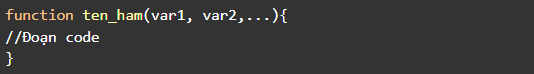 function ten_ham(var1, var2,...){
//Đoạn code
}